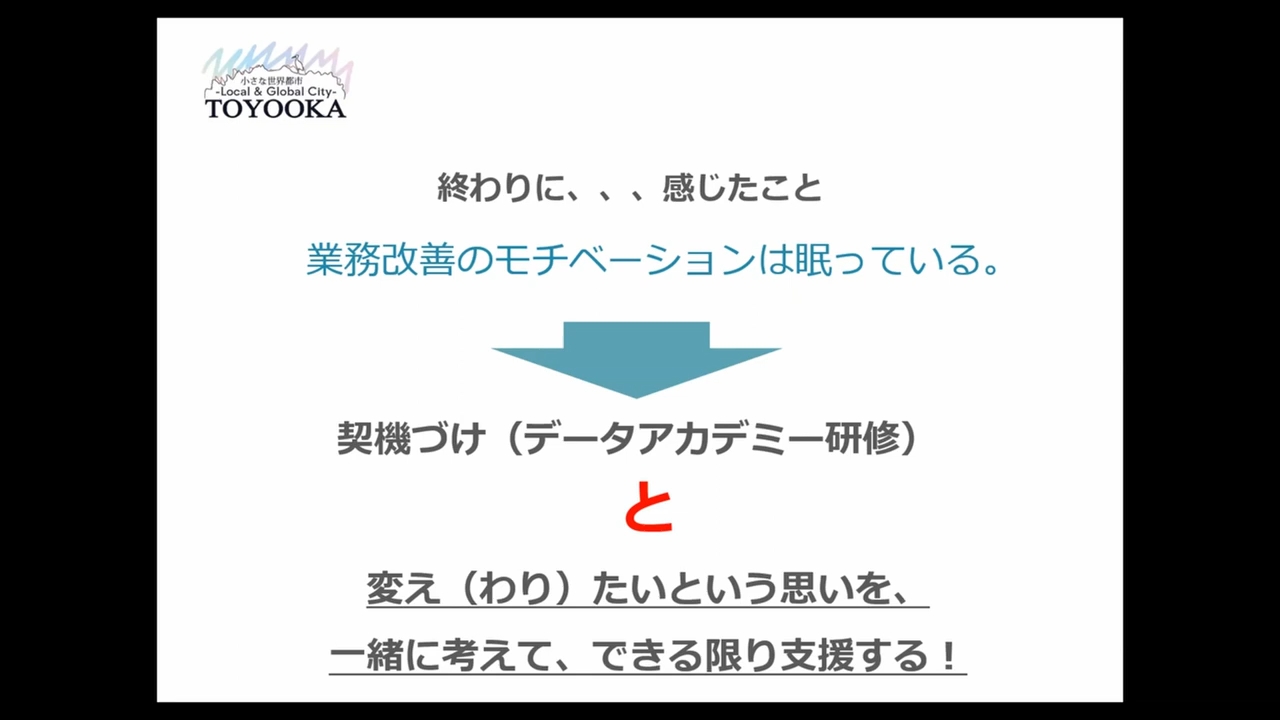 小さな世界都市
-Local & Global City-
TOYOOKA
終わりに、、、感じたこと
業務改善のモチベーションは眠っている。
契機づけ（データアカデミー研修）
と
変え（わり）たいという思いを、
一緒に考えて、できる限り支援する！